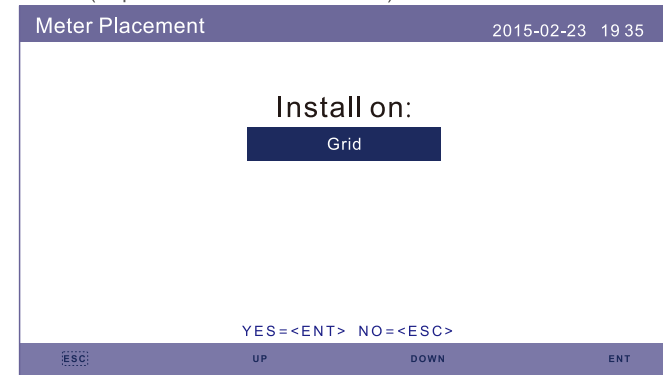 Meter Placement 2015-02-23 19 35
Install on:
Grid
YES=<ENT> NO=<ESC>
ESC UP DOWN ENT